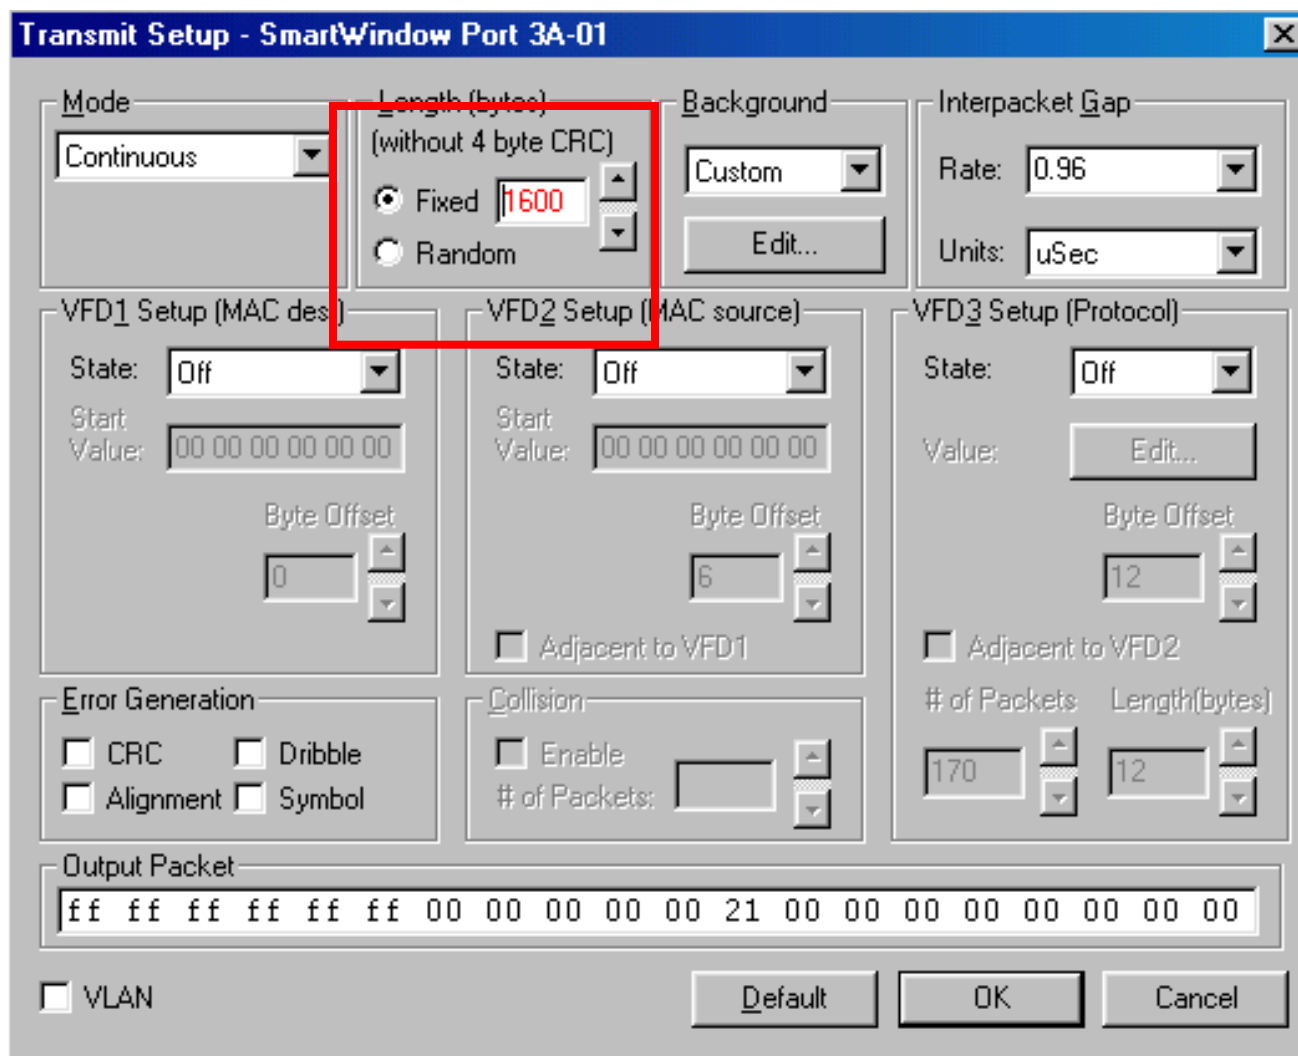 Transmit Setup - SmartWindow Port 3A-01
Mode
Continuous
Length (bytes)
(without 4 byte CRC)
Fixed 1600
Random
Background
Custom
Edit...
Interpacket Gap
Rate: 0.96
Units: uSec
VFD1 Setup (MAC dest)
State: Off
Start
Value: 00 00 00 00 00 00
Byte Offset
0
VFD2 Setup (MAC source)
State: Off
Start
Value: 00 00 00 00 00 00
Byte Offset
6
Adjacent to VFD1
VFD3 Setup (Protocol)
State: Off
Value: Edit...
Byte Offset
12
Adjacent to VFD2
# of Packets Length(bytes)
170 12
Error Generation
CRC Dribble
Alignment Symbol
Collision
Enable
# of Packets:
Output Packet
ff ff ff ff ff ff 00 00 00 00 00 21 00 00 00 00 00 00 00 00
VLAN
Default OK Cancel